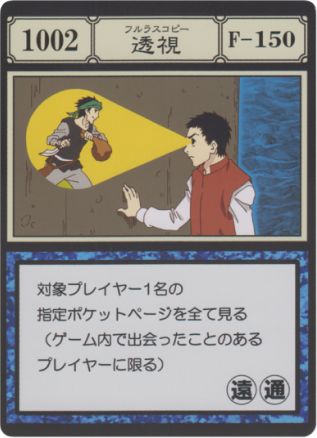 1002
フルラスコピー
透視
F-150
対象プレイヤー1名の
指定ポケットページを全て見る
（ゲーム内で出会ったことのある
プレイヤーに限る）
遠 通